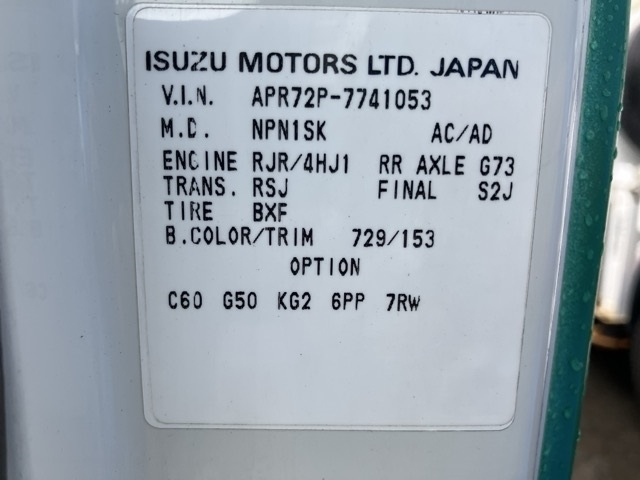 ISUZU MOTORS LTD. JAPAN
V.I.N. APR72P-7741053
M.D. NPN1SK AC/AD
ENGINE RJR/4HJ1 RR AXLE G73
TRANS. RSJ FINAL S2J
TIRE BXF
B.COLOR/TRIM 729/153
OPTION
C60 G50 KG2 6PP 7RW